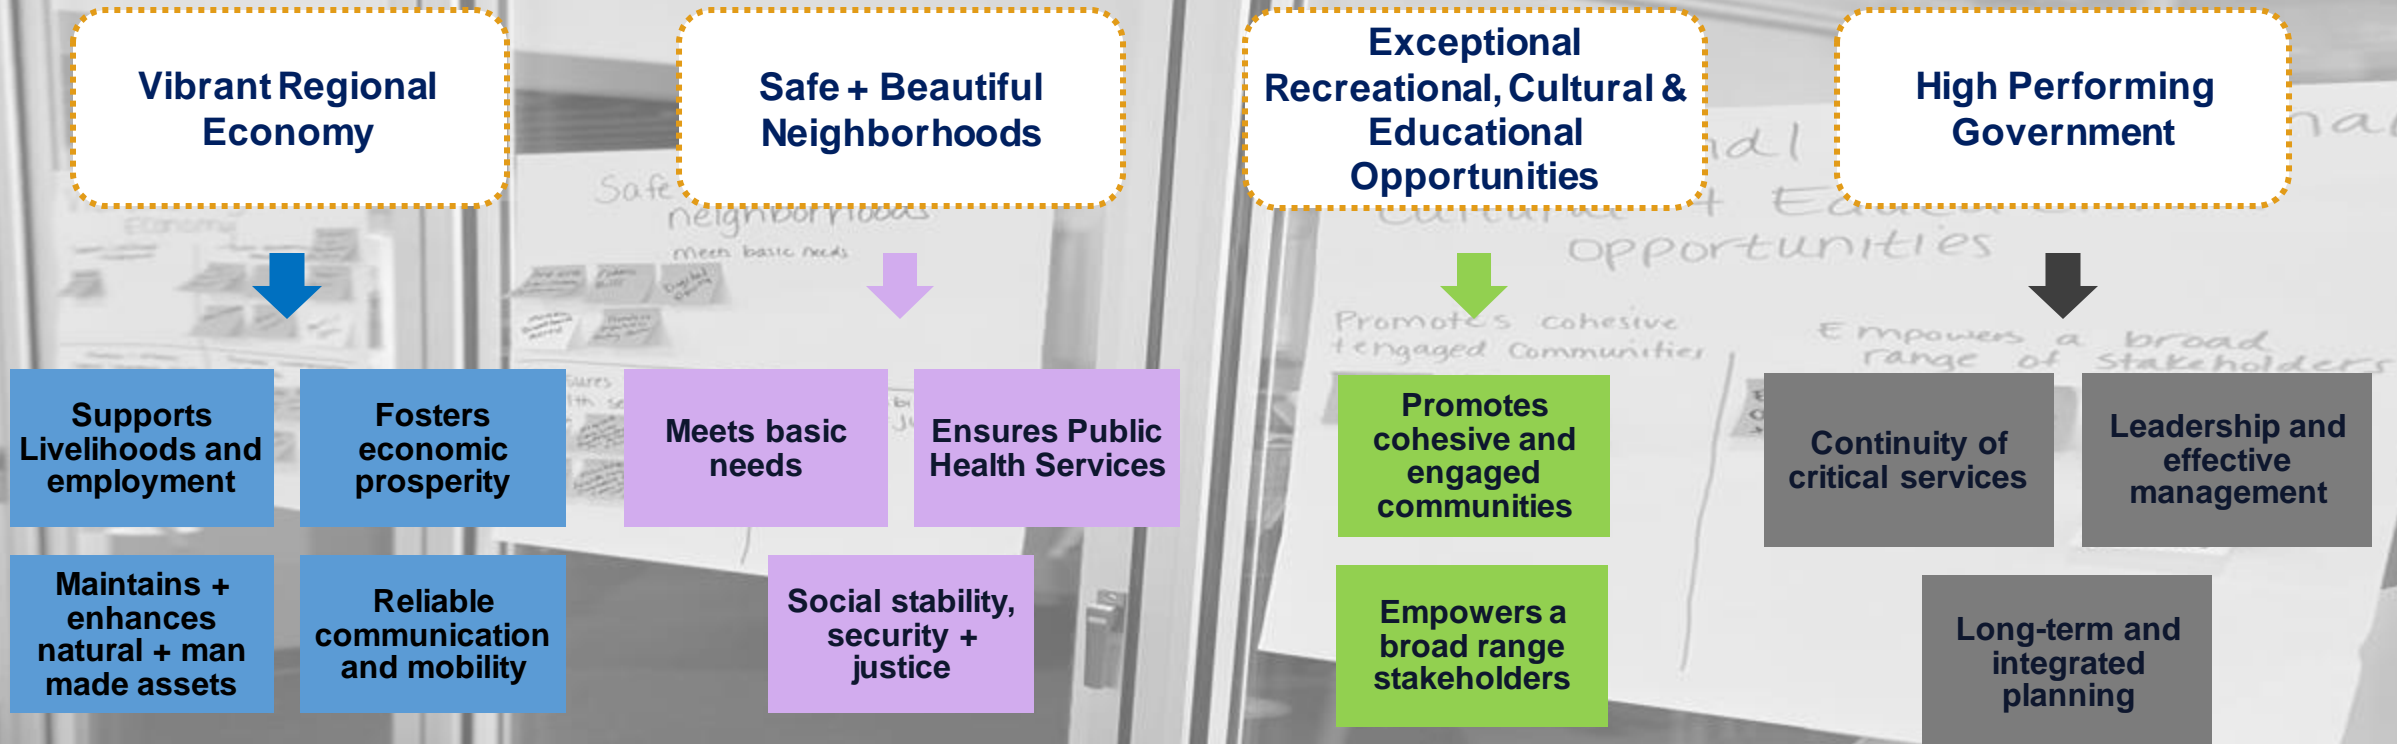 Vibrant Regional
Economy
Safe + Beautiful
Neighborhoods
Exceptional
Recreational, Cultural &
Educational
Opportunities
High Performing
Government
Economy
Safe
neighborhoods
meets basic needs
Cultural + Educ
opportunities
Promotes cohesive
+ engaged communities
Empowers a broad
range of stakeholders
Supports
Livelihoods and
employment
Fosters
economic
prosperity
Maintains +
enhances
natural + man
made assets
Reliable
communication
and mobility
Meets basic
needs
Ensures Public
Health Services
Social stability,
security +
justice
Promotes
cohesive and
engaged
communities
Empowers a
broad range
stakeholders
Continuity of
critical services
Leadership and
effective
management
Long-term and
integrated
planning